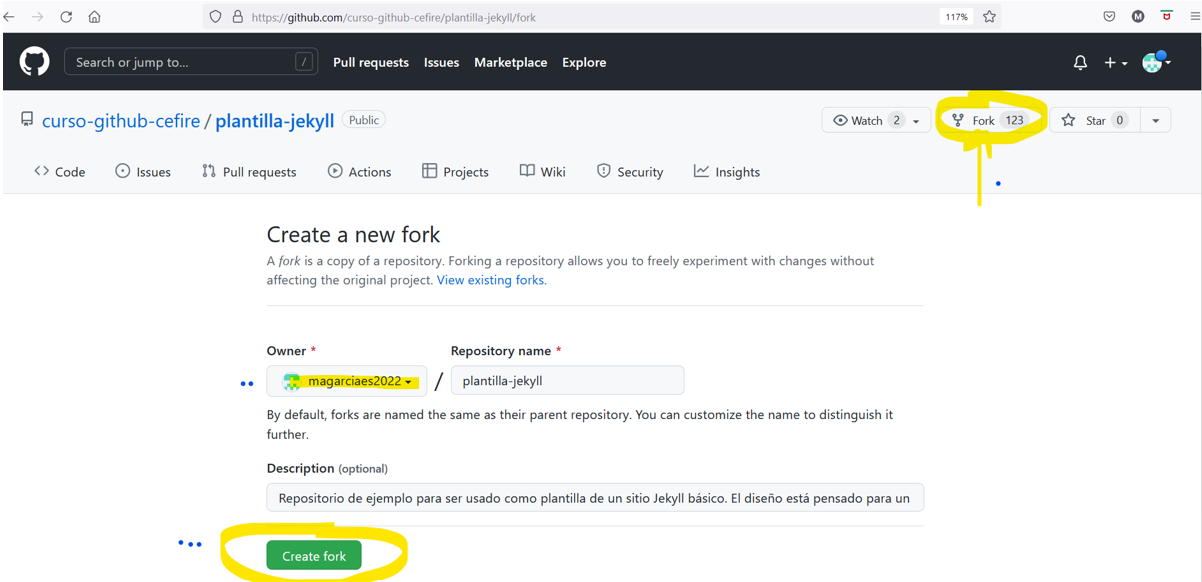 https://github.com/curso-github-cefire/plantilla-jekyll/fork 117% M
Search or jump to... / Pull requests Issues Marketplace Explore
curso-github-cefire / plantilla-jekyll Public Watch 2 Fork 123 Star 0
Code Issues Pull requests Actions Projects Wiki Security Insights
Create a new fork
A fork is a copy of a repository. Forking a repository allows you to freely experiment with changes without
affecting the original project. View existing forks.
Owner * Repository name *
magarciaes2022 / plantilla-jekyll
By default, forks are named the same as their parent repository. You can customize the name to distinguish it
further.
Description (optional)
Repositorio de ejemplo para ser usado como plantilla de un sitio Jekyll básico. El diseño está pensado para un
Create fork